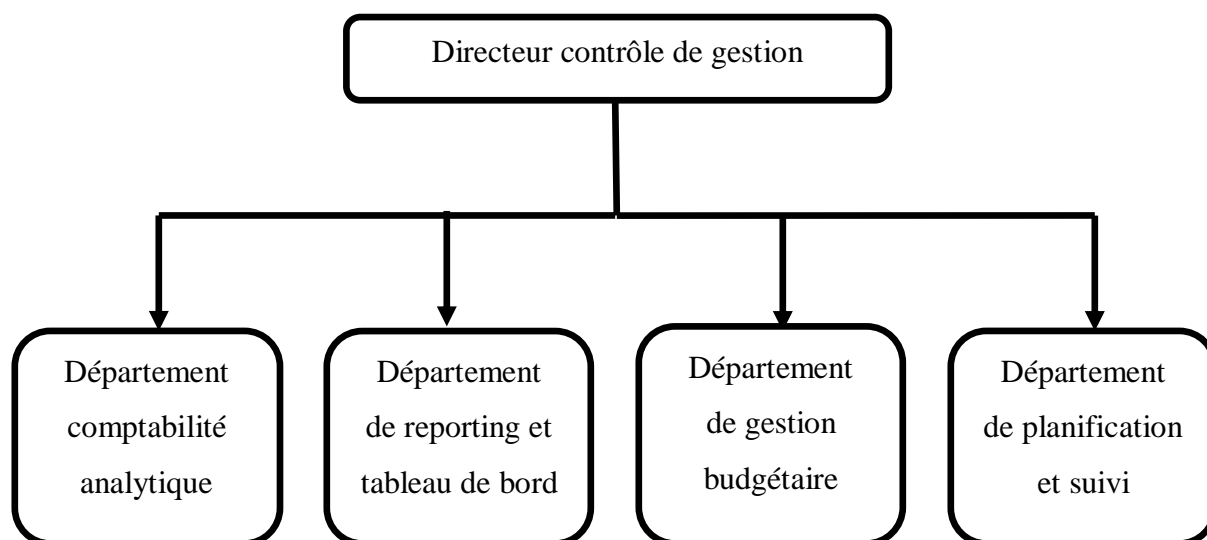 Directeur contrôle de gestion
Département
comptabilité
analytique
Département
de reporting et
tableau de bord
Département
de gestion
budgétaire
Département
de planification
et suivi